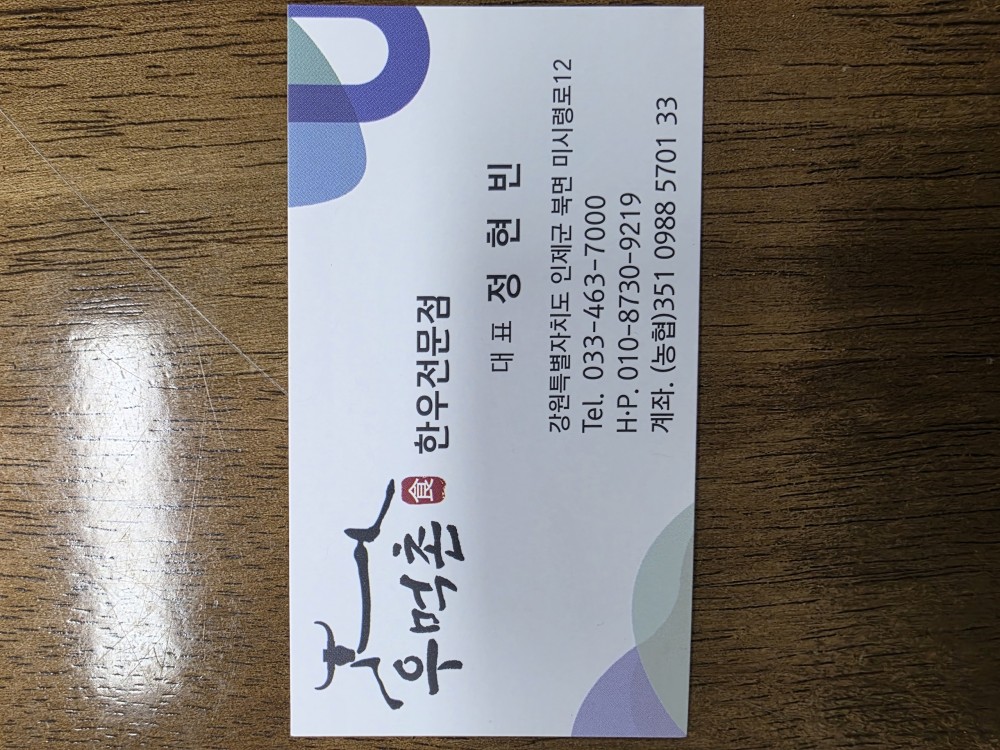 우먹촌 食 한우전문점
대표 정현빈
강원특별자치도 인제군 북면 미시령로12
Tel. 033-463-7000
H·P. 010-8730-9219
계좌. (농협)351 0988 5701 33